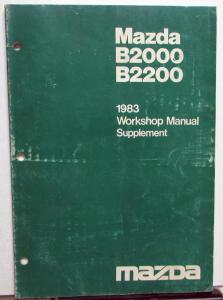 Mazda
B2000
B2200
1983
Workshop Manual
Supplement
mazda